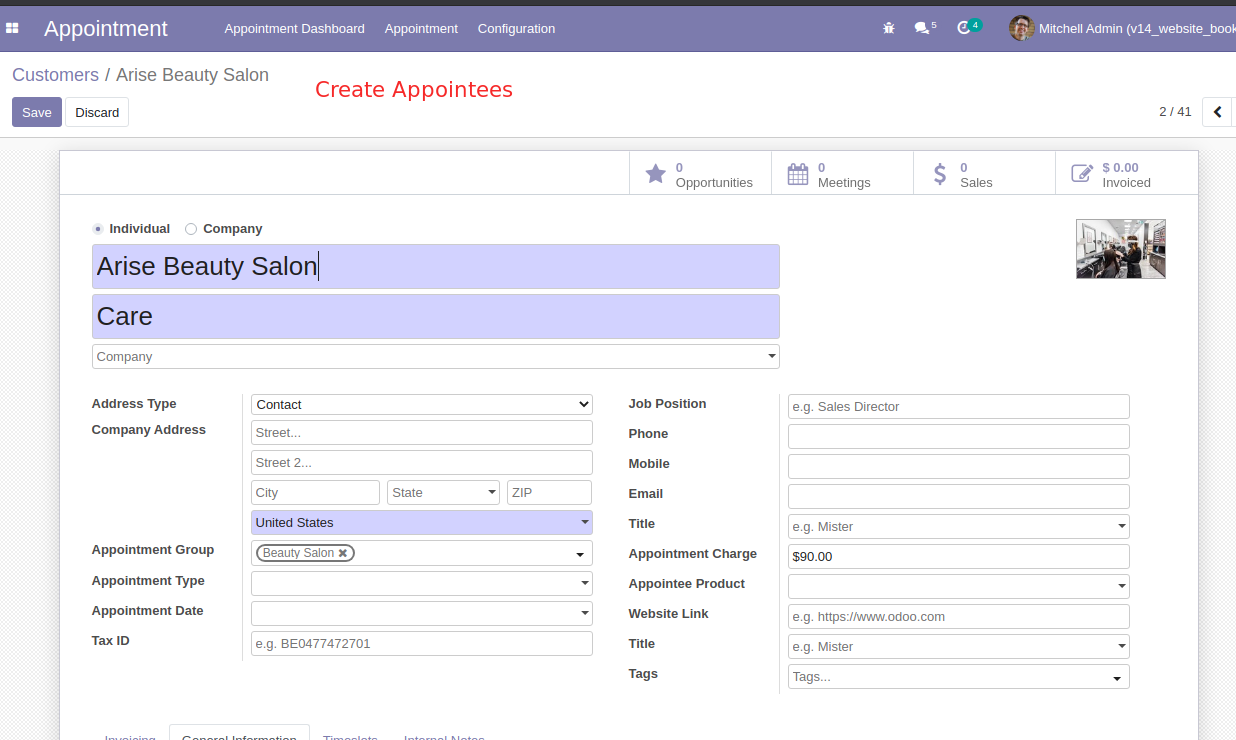 Appointment Appointment Dashboard Appointment Configuration 5 4 Mitchell Admin (v14_website_book
Customers / Arise Beauty Salon
Create Appointees
Save Discard 2 / 41
0 Opportunities 0 Meetings 0 Sales $ 0.00 Invoiced
Individual Company
Arise Beauty Salon
Care
Company
Address Type Contact
Company Address Street...
Street 2...
City State ZIP
United States
Appointment Group Beauty Salon ✖
Appointment Type
Appointment Date
Tax ID e.g. BE0477472701
Job Position e.g. Sales Director
Phone
Mobile
Email
Title e.g. Mister
Appointment Charge $90.00
Appointee Product
Website Link e.g. https://www.odoo.com
Title e.g. Mister
Tags Tags...
Invoicing General Information Timeslots Internal Notes